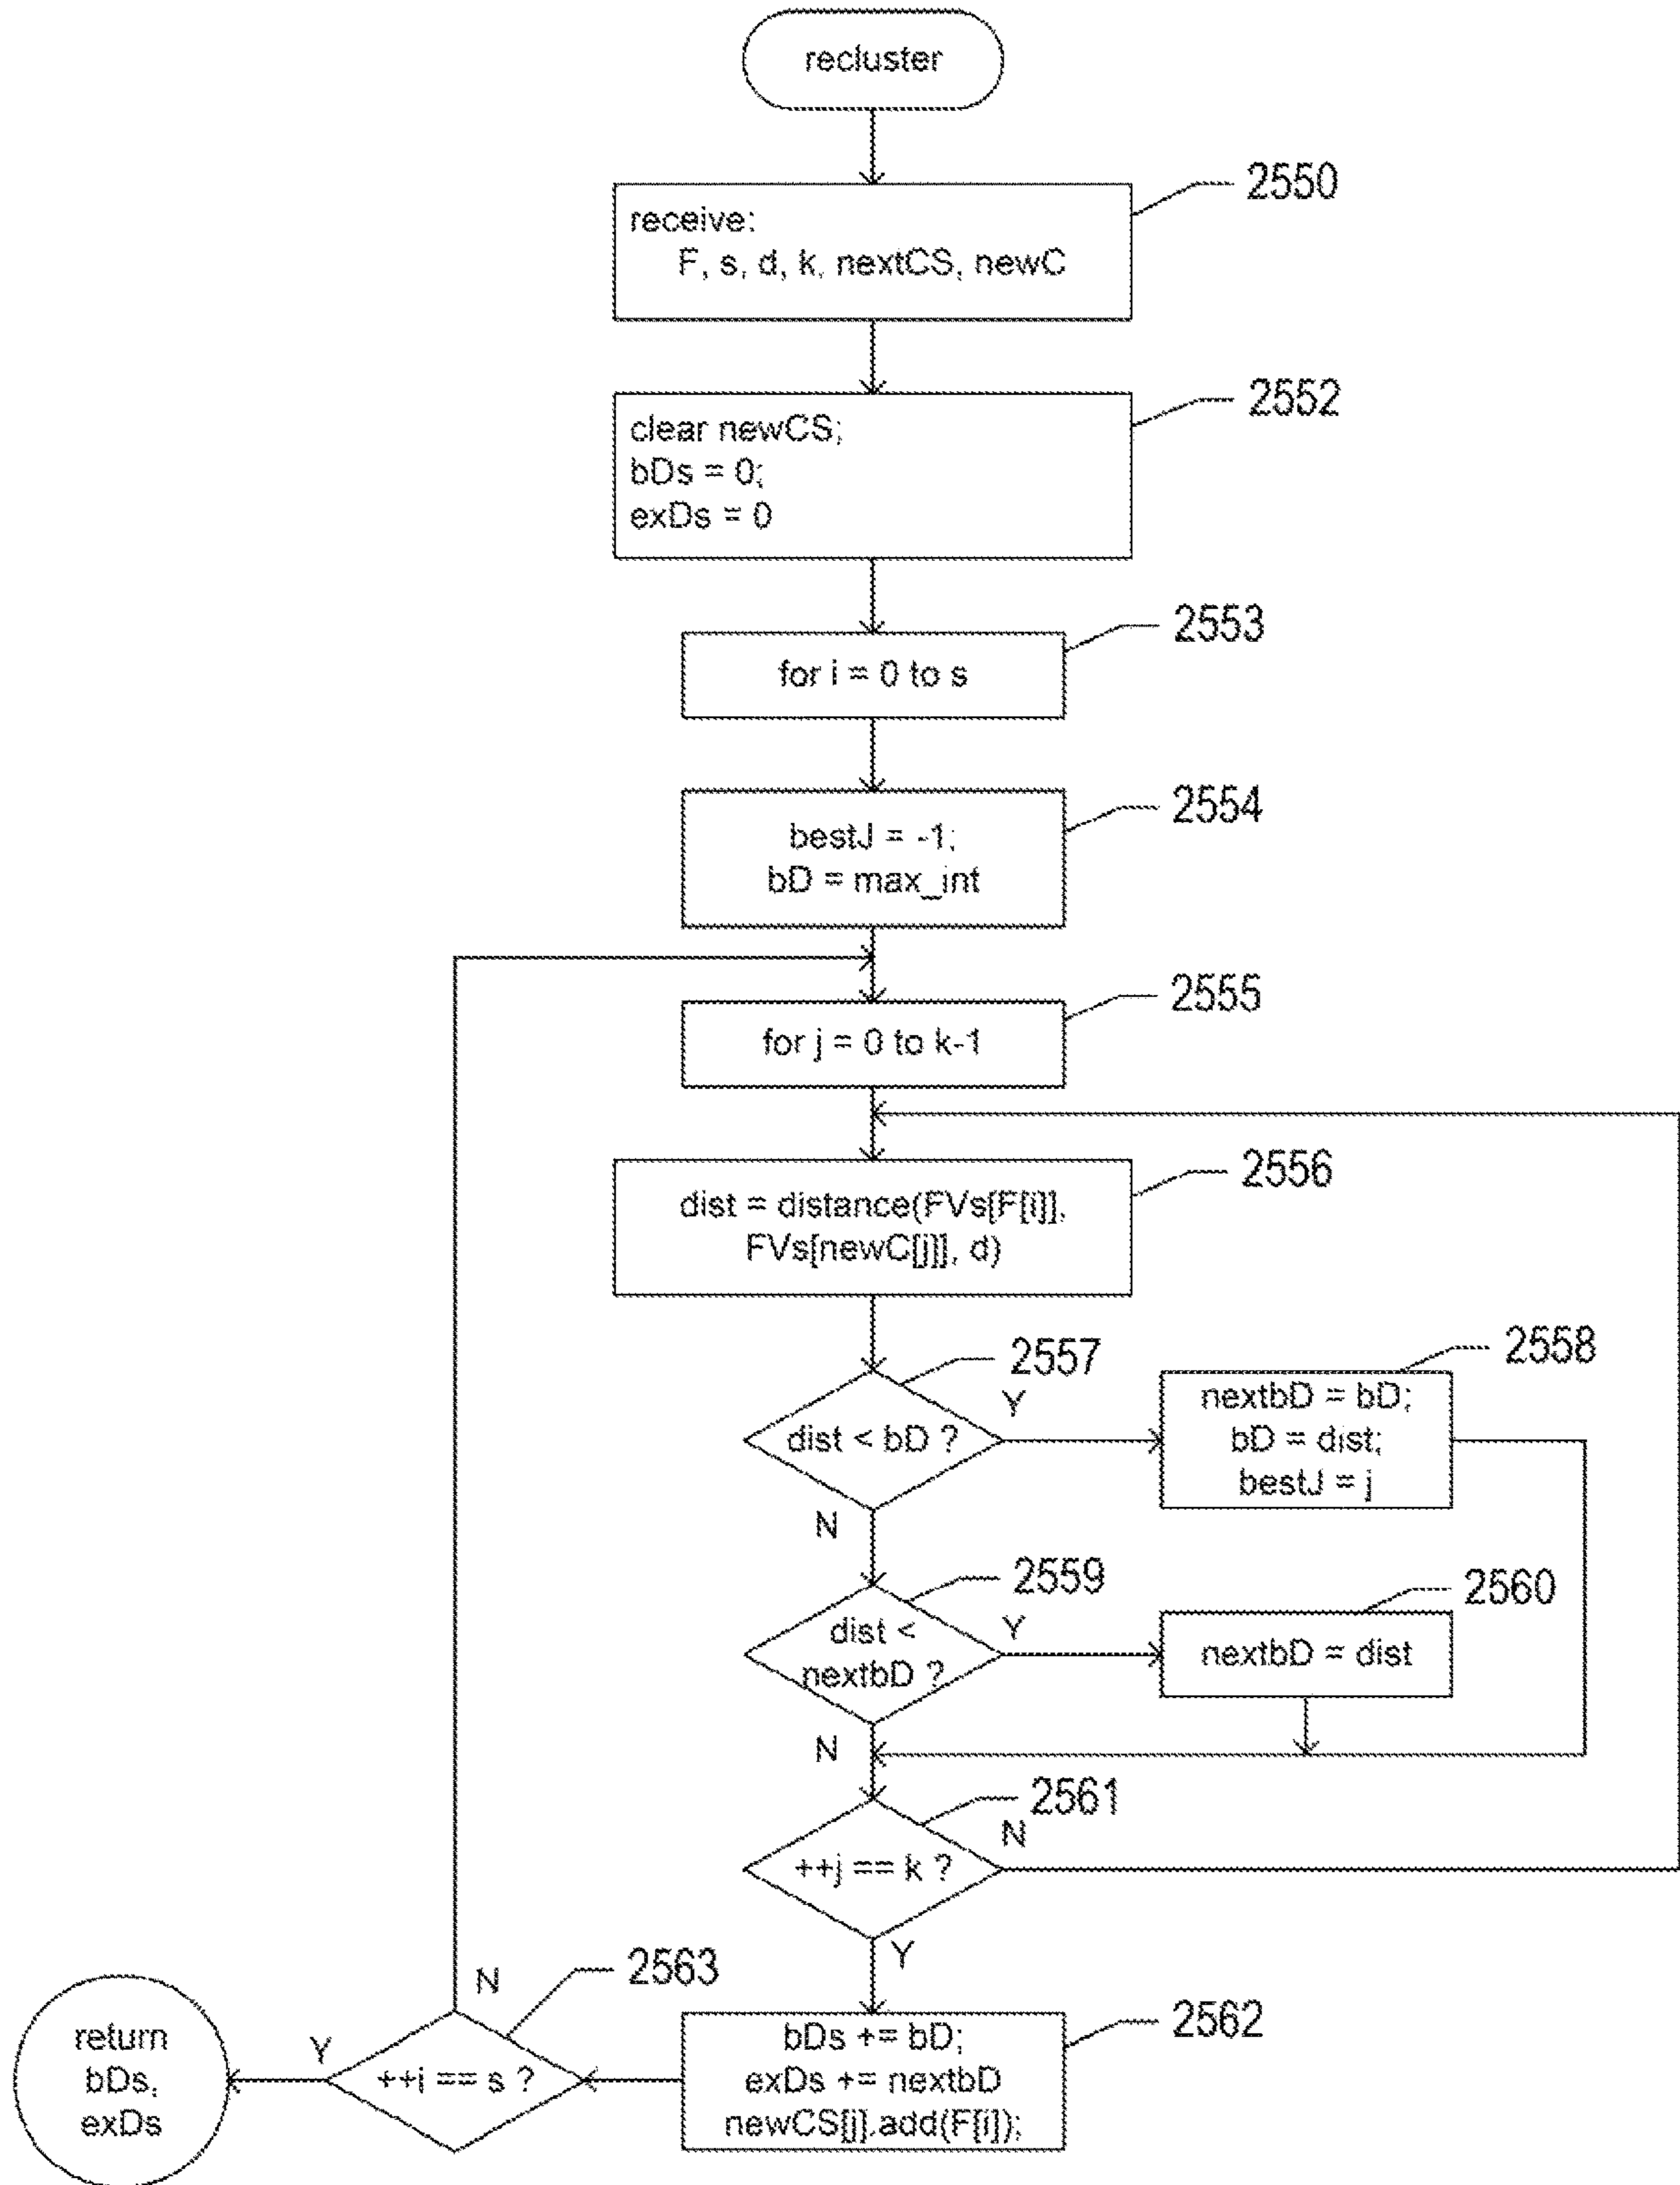 recluster
2550
receive:
F, s, d, k, nextCS, newC
2552
clear newCS;
bDs = 0;
exDs = 0
2553
for i = 0 to s
2554
bestJ = -1;
bD = max_int
2555
for j = 0 to k-1
2556
dist = distance(FVs[F[i]],
FVs[newC[j]], d)
2557
dist < bD ?
Y
N
2558
nextbD = bD;
bD = dist;
bestJ = j
2559
dist <
nextbD ?
Y
N
2560
nextbD = dist
2561
++j == k ?
N
Y
2562
bDs += bD;
exDs += nextbD
newCS[j].add(F[i]);
2563
++i == s ?
N
Y
return
bDs,
exDs